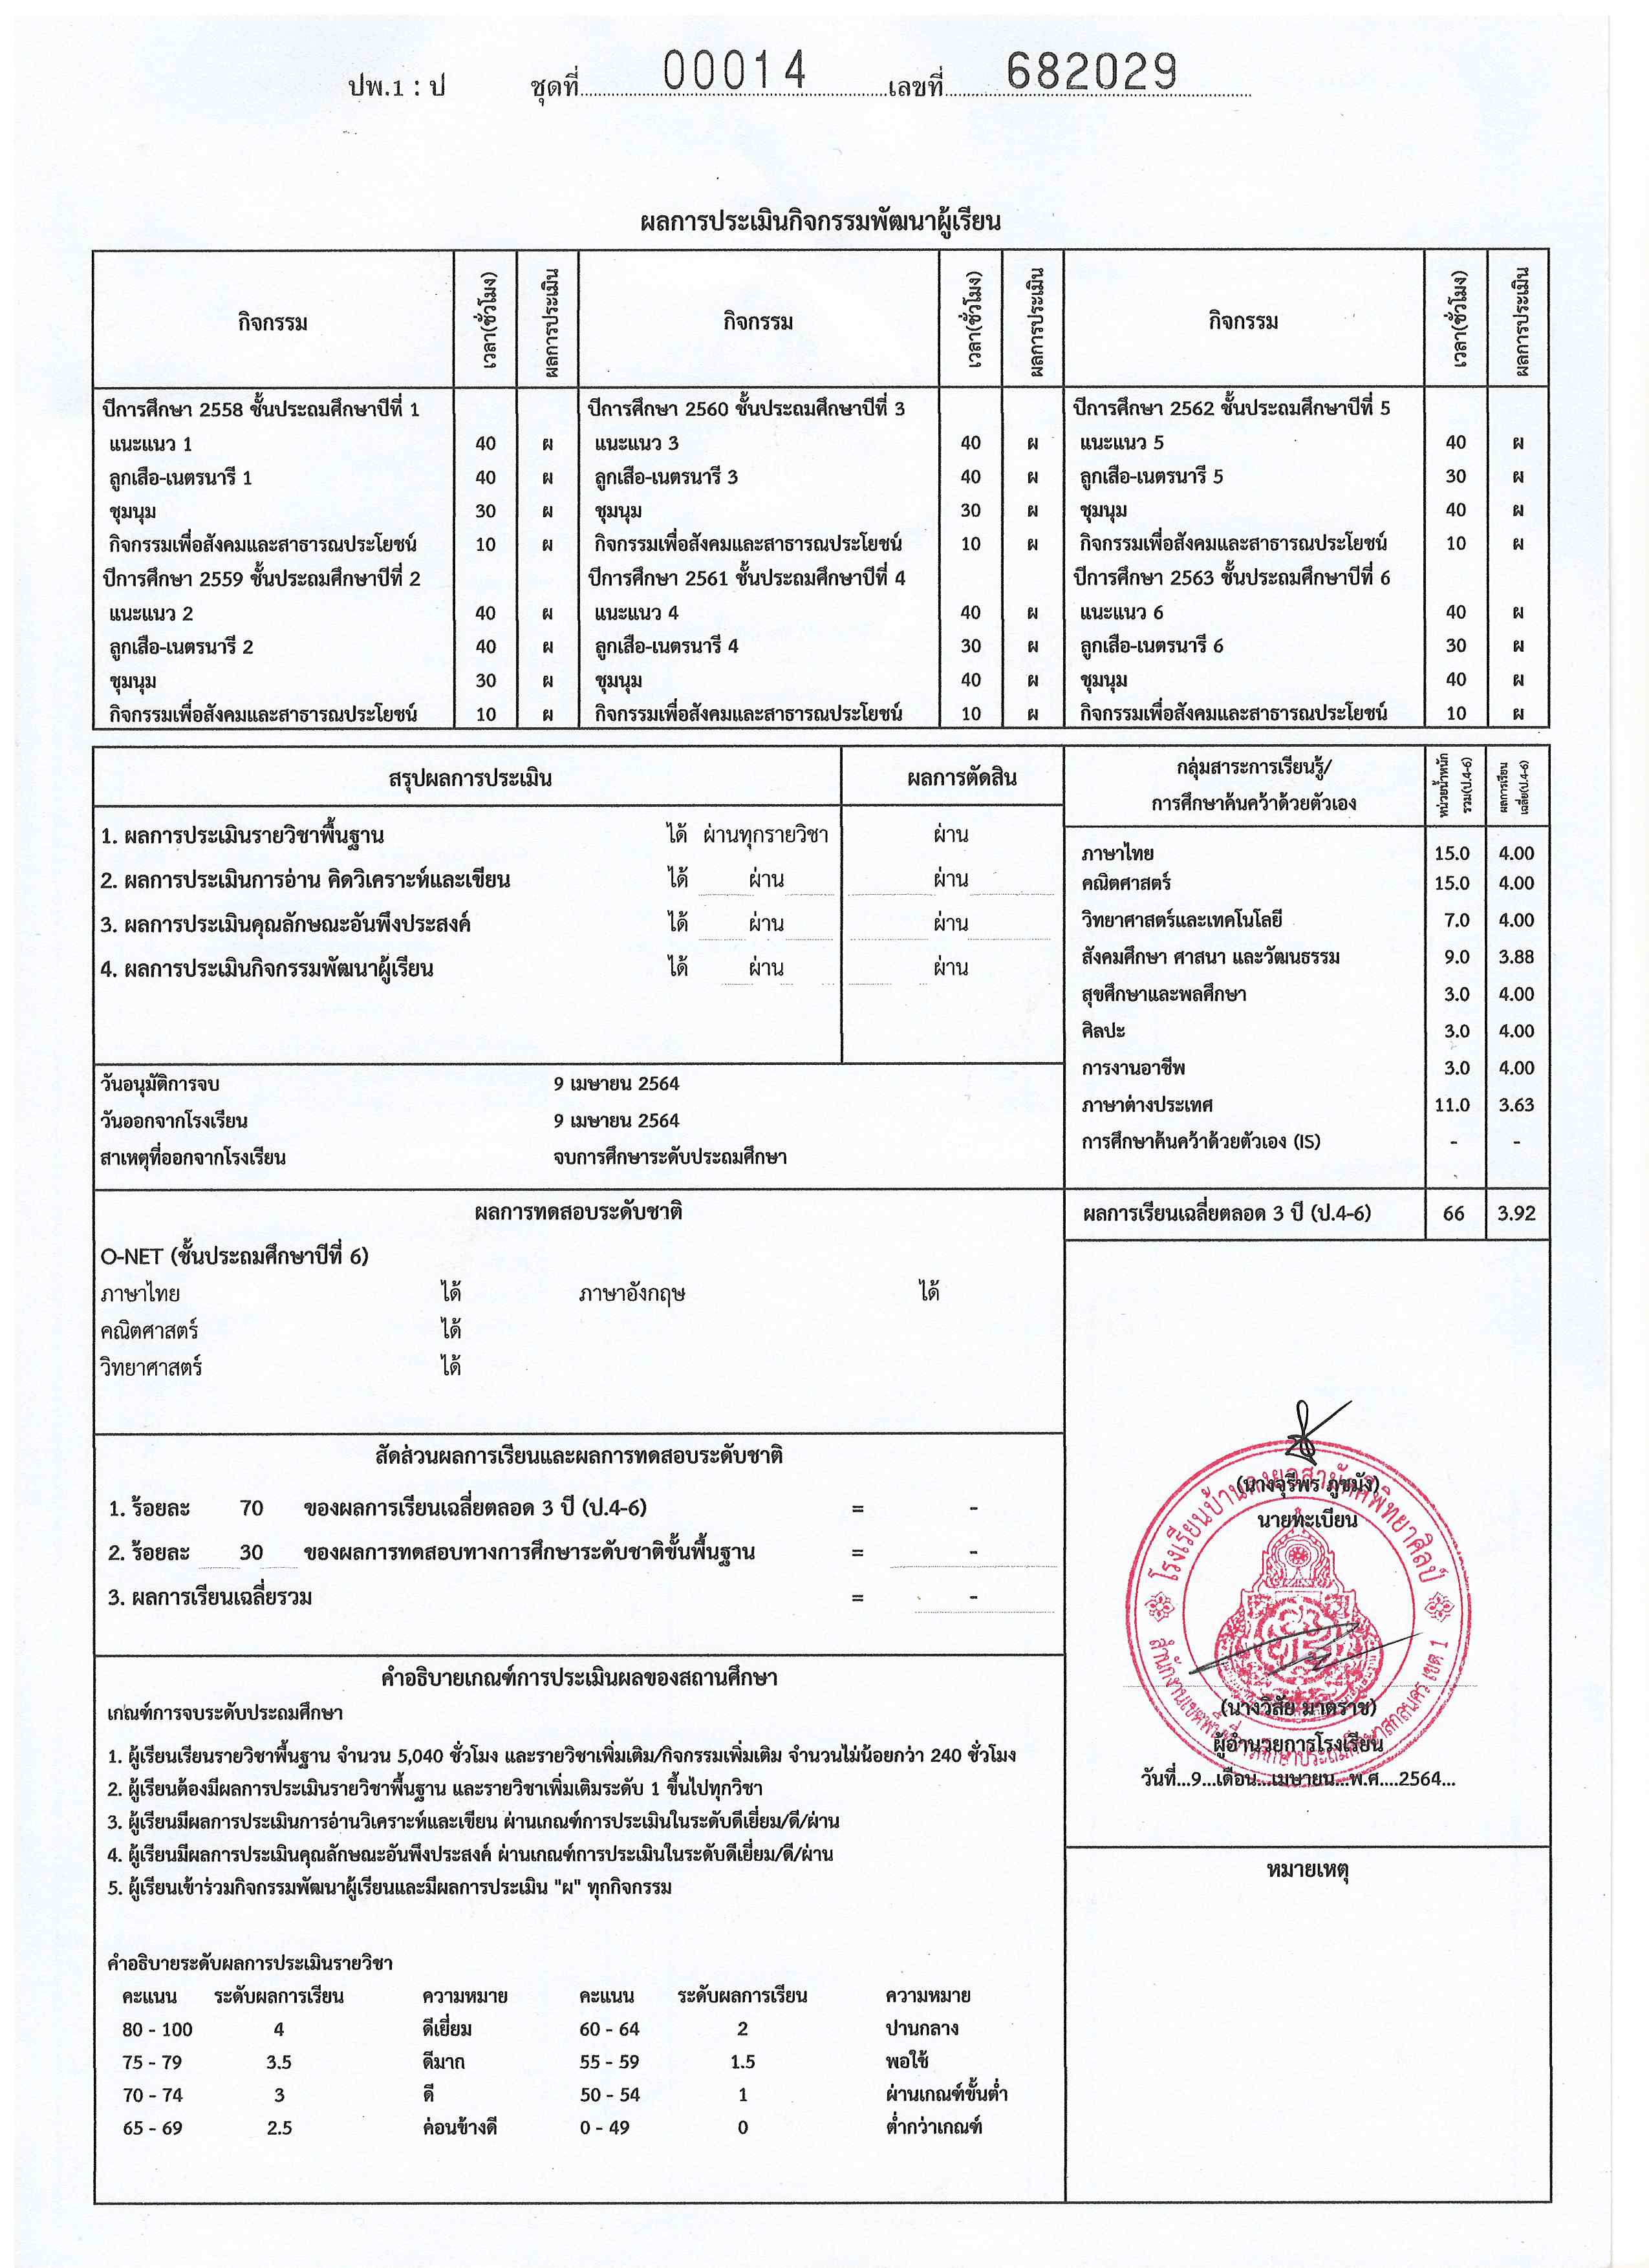 ปพ.1 : ป ชุดที่ 00014 เลขที่ 682029
ผลการประเมินกิจกรรมพัฒนาผู้เรียน
กิจกรรม เวลา(ชั่วโมง) ผลการประเมิน กิจกรรม เวลา(ชั่วโมง) ผลการประเมิน กิจกรรม เวลา(ชั่วโมง) ผลการประเมิน
ปีการศึกษา 2558 ชั้นประถมศึกษาปีที่ 1 ปีการศึกษา 2560 ชั้นประถมศึกษาปีที่ 3 ปีการศึกษา 2562 ชั้นประถมศึกษาปีที่ 5
แนะแนว 1 40 ผ แนะแนว 3 40 ผ แนะแนว 5 40 ผ
ลูกเสือ-เนตรนารี 1 40 ผ ลูกเสือ-เนตรนารี 3 40 ผ ลูกเสือ-เนตรนารี 5 30 ผ
ชุมนุม 30 ผ ชุมนุม 30 ผ ชุมนุม 40 ผ
กิจกรรมเพื่อสังคมและสาธารณประโยชน์ 10 ผ กิจกรรมเพื่อสังคมและสาธารณประโยชน์ 10 ผ กิจกรรมเพื่อสังคมและสาธารณประโยชน์ 10 ผ
ปีการศึกษา 2559 ชั้นประถมศึกษาปีที่ 2 ปีการศึกษา 2561 ชั้นประถมศึกษาปีที่ 4 ปีการศึกษา 2563 ชั้นประถมศึกษาปีที่ 6
แนะแนว 2 40 ผ แนะแนว 4 40 ผ แนะแนว 6 40 ผ
ลูกเสือ-เนตรนารี 2 40 ผ ลูกเสือ-เนตรนารี 4 30 ผ ลูกเสือ-เนตรนารี 6 30 ผ
ชุมนุม 30 ผ ชุมนุม 40 ผ ชุมนุม 40 ผ
กิจกรรมเพื่อสังคมและสาธารณประโยชน์ 10 ผ กิจกรรมเพื่อสังคมและสาธารณประโยชน์ 10 ผ กิจกรรมเพื่อสังคมและสาธารณประโยชน์ 10 ผ
สรุปผลการประเมิน ผลการตัดสิน
1. ผลการประเมินรายวิชาพื้นฐาน ได้ ผ่านทุกรายวิชา ผ่าน
2. ผลการประเมินการอ่าน คิดวิเคราะห์และเขียน ได้ ผ่าน ผ่าน
3. ผลการประเมินคุณลักษณะอันพึงประสงค์ ได้ ผ่าน ผ่าน
4. ผลการประเมินกิจกรรมพัฒนาผู้เรียน ได้ ผ่าน ผ่าน
วันอนุมัติการจบ 9 เมษายน 2564
วันออกจากโรงเรียน 9 เมษายน 2564
สาเหตุที่ออกจากโรงเรียน จบการศึกษาระดับประถมศึกษา
กลุ่มสาระการเรียนรู้/
การศึกษาค้นคว้าด้วยตัวเอง
หน่วยน้ำหนัก
รวม(ป.4-6)
ผลการเรียน
เฉลี่ย(ป.4-6)
ภาษาไทย 15.0 4.00
คณิตศาสตร์ 15.0 4.00
วิทยาศาสตร์และเทคโนโลยี 7.0 4.00
สังคมศึกษา ศาสนา และวัฒนธรรม 9.0 3.88
สุขศึกษาและพลศึกษา 3.0 4.00
ศิลปะ 3.0 4.00
การงานอาชีพ 3.0 4.00
ภาษาต่างประเทศ 11.0 3.63
การศึกษาค้นคว้าด้วยตัวเอง (IS) - -
ผลการเรียนเฉลี่ยตลอด 3 ปี (ป.4-6) 66 3.92
ผลการทดสอบระดับชาติ
O-NET (ชั้นประถมศึกษาปีที่ 6)
ภาษาไทย ได้ ภาษาอังกฤษ ได้
คณิตศาสตร์ ได้
วิทยาศาสตร์ ได้
สัดส่วนผลการเรียนและผลการทดสอบระดับชาติ
1. ร้อยละ 70 ของผลการเรียนเฉลี่ยตลอด 3 ปี (ป.4-6) = -
2. ร้อยละ 30 ของผลการทดสอบทางการศึกษาระดับชาติขั้นพื้นฐาน = -
3. ผลการเรียนเฉลี่ยรวม = -
(นางจุรีพร ภูขมัง)
นายทะเบียน
(นางวิสัย มาตราช)
ผู้อำนวยการโรงเรียน
วันที่...9...เดือน...เมษายน...พ.ศ....2564...
คำอธิบายเกณฑ์การประเมินผลของสถานศึกษา
เกณฑ์การจบระดับประถมศึกษา
1. ผู้เรียนเรียนรายวิชาพื้นฐาน จำนวน 5,040 ชั่วโมง และรายวิชาเพิ่มเติม/กิจกรรมเพิ่มเติม จำนวนไม่น้อยกว่า 240 ชั่วโมง
2. ผู้เรียนต้องมีผลการประเมินรายวิชาพื้นฐาน และรายวิชาเพิ่มเติมระดับ 1 ขึ้นไปทุกวิชา
3. ผู้เรียนมีผลการประเมินการอ่านวิเคราะห์และเขียน ผ่านเกณฑ์การประเมินในระดับดีเยี่ยม/ดี/ผ่าน
4. ผู้เรียนมีผลการประเมินคุณลักษณะอันพึงประสงค์ ผ่านเกณฑ์การประเมินในระดับดีเยี่ยม/ดี/ผ่าน
5. ผู้เรียนเข้าร่วมกิจกรรมพัฒนาผู้เรียนและมีผลการประเมิน "ผ" ทุกกิจกรรม
คำอธิบายระดับผลการประเมินรายวิชา
คะแนน ระดับผลการเรียน ความหมาย คะแนน ระดับผลการเรียน ความหมาย
80 - 100 4 ดีเยี่ยม 60 - 64 2 ปานกลาง
75 - 79 3.5 ดีมาก 55 - 59 1.5 พอใช้
70 - 74 3 ดี 50 - 54 1 ผ่านเกณฑ์ขั้นต่ำ
65 - 69 2.5 ค่อนข้างดี 0 - 49 0 ต่ำกว่าเกณฑ์
หมายเหตุ